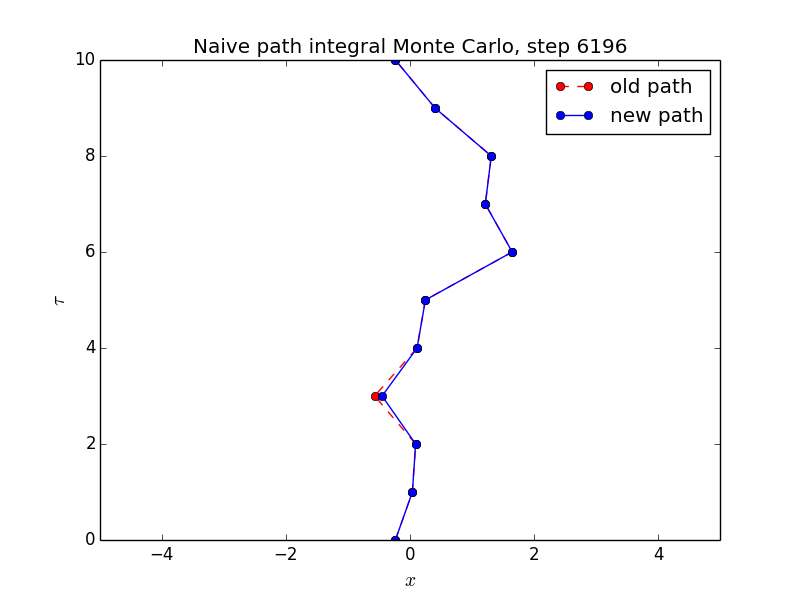 Naive path integral Monte Carlo, step 6196
old path
new path
10
8
6
4
2
0
τ
−4
−2
0
2
4
x